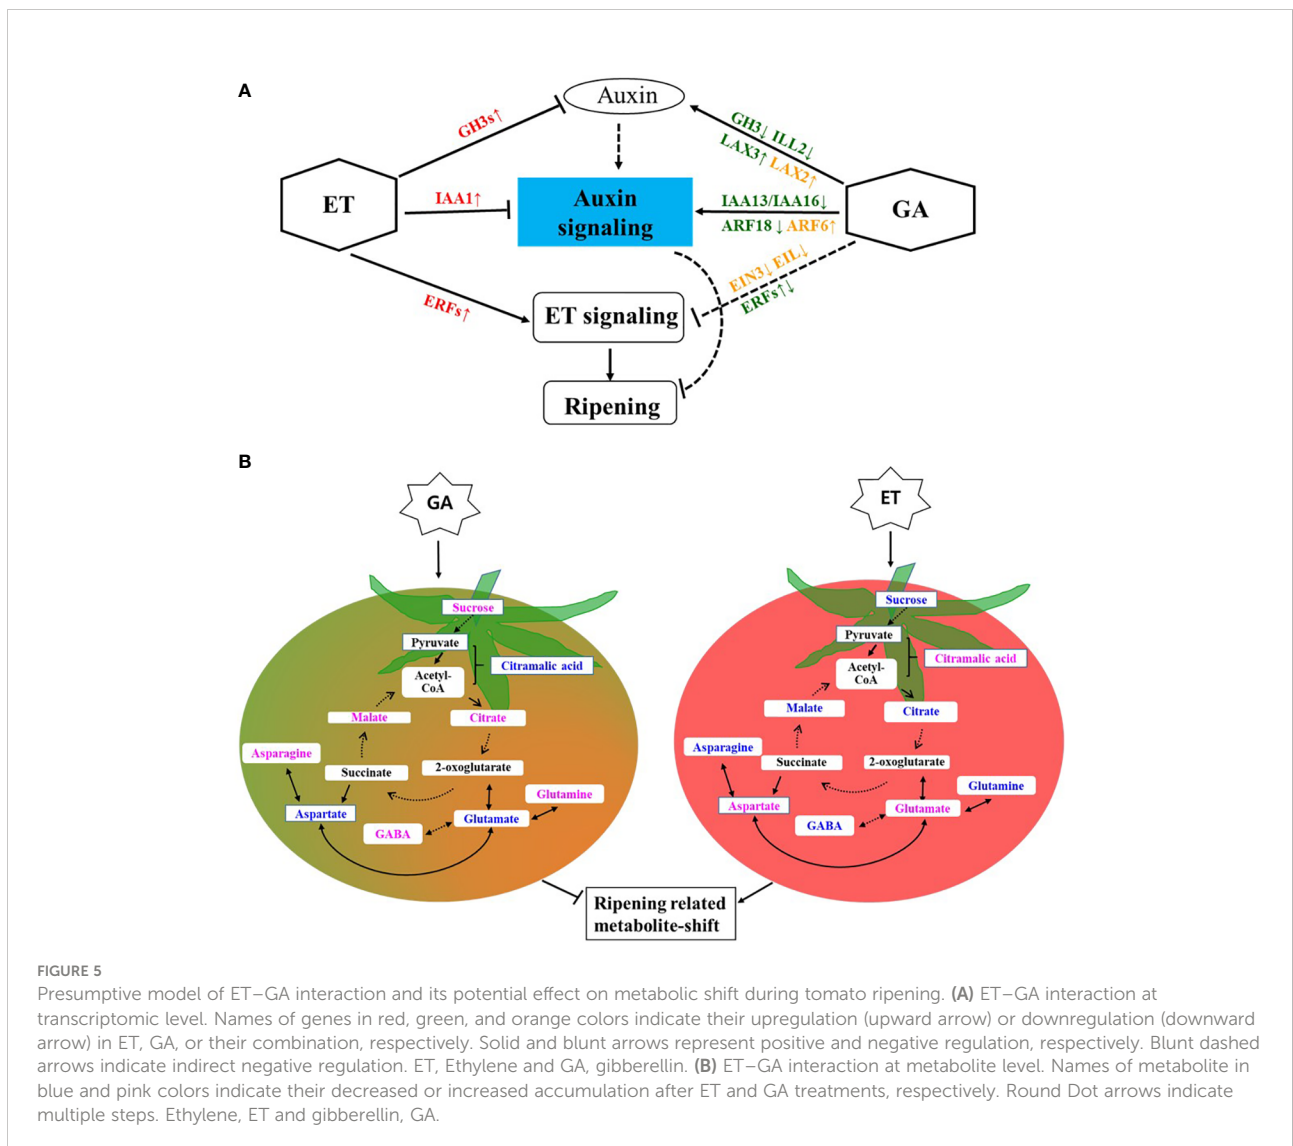 A
Auxin
GH3s↑
GH3↓ ILL2↓
LAX3↑ LAX2↑
ET
IAA1↑
Auxin
signaling
IAA13/IAA16↓
ARF18↓ ARF6↑
GA
EIN3↓ EIL↓
ERFs↑↓
ERFs↑
ET signaling
Ripening
B
GA
Sucrose
Pyruvate
Citramalic acid
Acetyl-
CoA
Malate
Citrate
Asparagine
Succinate
2-oxoglutarate
Glutamine
Aspartate
GABA
Glutamate
ET
Sucrose
Pyruvate
Citramalic acid
Acetyl-
CoA
Malate
Citrate
Asparagine
Succinate
2-oxoglutarate
Glutamine
Aspartate
GABA
Glutamate
Ripening related
metabolite-shift
FIGURE 5
Presumptive model of ET–GA interaction and its potential effect on metabolic shift during tomato ripening. (A) ET–GA interaction at
transcriptomic level. Names of genes in red, green, and orange colors indicate their upregulation (upward arrow) or downregulation (downward
arrow) in ET, GA, or their combination, respectively. Solid and blunt arrows represent positive and negative regulation, respectively. Blunt dashed
arrows indicate indirect negative regulation. ET, Ethylene and GA, gibberellin. (B) ET–GA interaction at metabolite level. Names of metabolite in
blue and pink colors indicate their decreased or increased accumulation after ET and GA treatments, respectively. Round Dot arrows indicate
multiple steps. Ethylene, ET and gibberellin, GA.